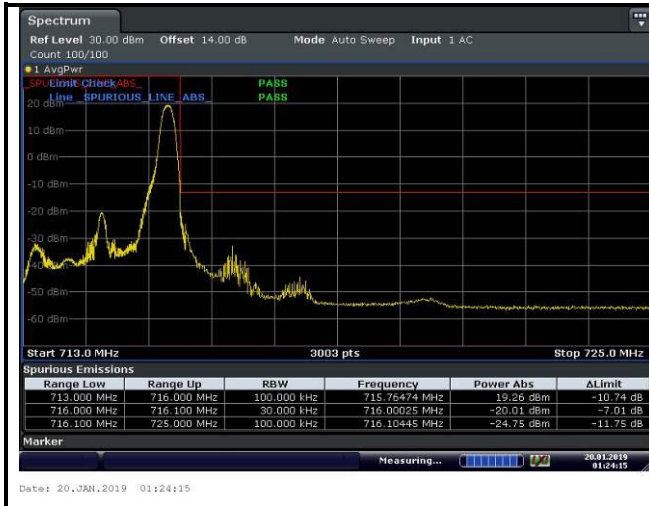 Spectrum
Ref Level 30.00 dBm Offset 14.00 dB Mode Auto Sweep Input 1 AC
Count 100/100
1 AvgPwr
Limit Check PASS
Line _SPURIOUS_LINE_ABS_ PASS
20 dBm
10 dBm
0 dBm
-10 dBm
-20 dBm
-30 dBm
-40 dBm
-50 dBm
-60 dBm
Start 713.0 MHz 3003 pts Stop 725.0 MHz
Spurious Emissions
Range Low Range Up RBW Frequency Power Abs ΔLimit
713.000 MHz 716.000 MHz 100.000 kHz 715.76474 MHz 19.26 dBm -10.74 dB
716.000 MHz 716.100 MHz 30.000 kHz 716.00025 MHz -20.01 dBm -7.01 dB
716.100 MHz 725.000 MHz 100.000 kHz 716.10445 MHz -24.75 dBm -11.75 dB
Marker
Measuring... 20.01.2019
01:24:15
Date: 20.JAN.2019 01:24:15